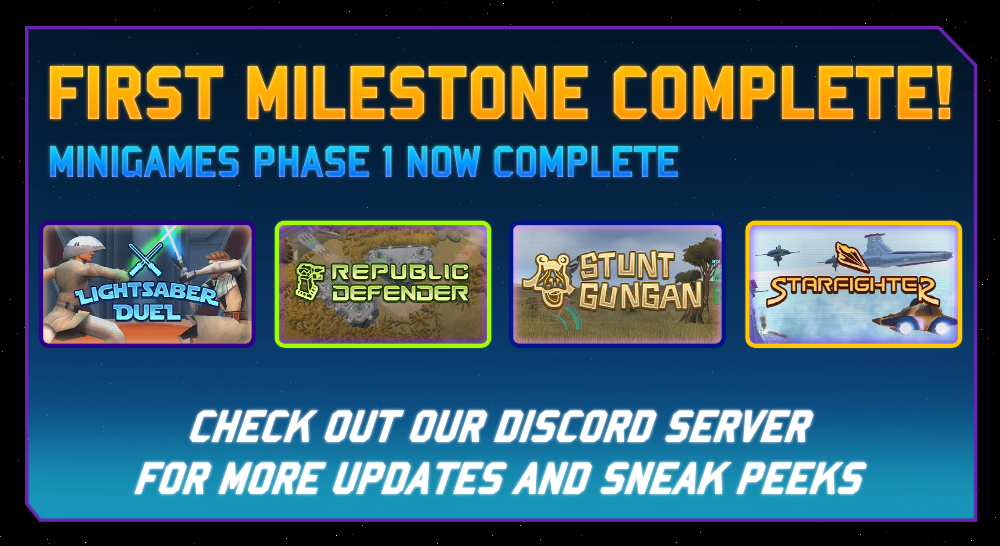 FIRST MILESTONE COMPLETE!
MINIGAMES PHASE 1 NOW COMPLETE
LIGHTSABER
DUEL
REPUBLIC
DEFENDER
STUNT
GUNGAN
STARFIGHTER
CHECK OUT OUR DISCORD SERVER
FOR MORE UPDATES AND SNEAK PEEKS